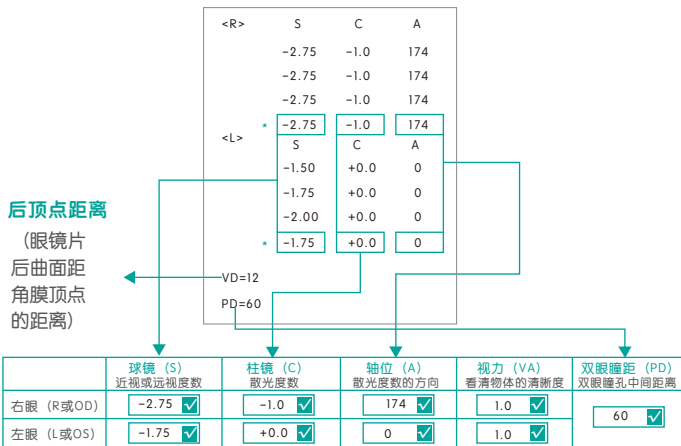 <R> S C A
-2.75 -1.0 174
-2.75 -1.0 174
-2.75 -1.0 174
* -2.75 -1.0 174
<L> S C A
-1.50 +0.0 0
-1.75 +0.0 0
-2.00 +0.0 0
* -1.75 +0.0 0
VD=12
PD=60
后顶点距离
(眼镜片
后曲面距
角膜顶点
的距离)
球镜 (S) 柱镜 (C) 轴位 (A) 视力 (VA) 双眼瞳距 (PD)
近视或远视度数 散光度数 散光度数的方向 看清物体的清晰度 双眼瞳孔中间距离
右眼 (R或OD) -2.75 -1.0 174 1.0 60
左眼 (L或OS) -1.75 +0.0 0 1.0